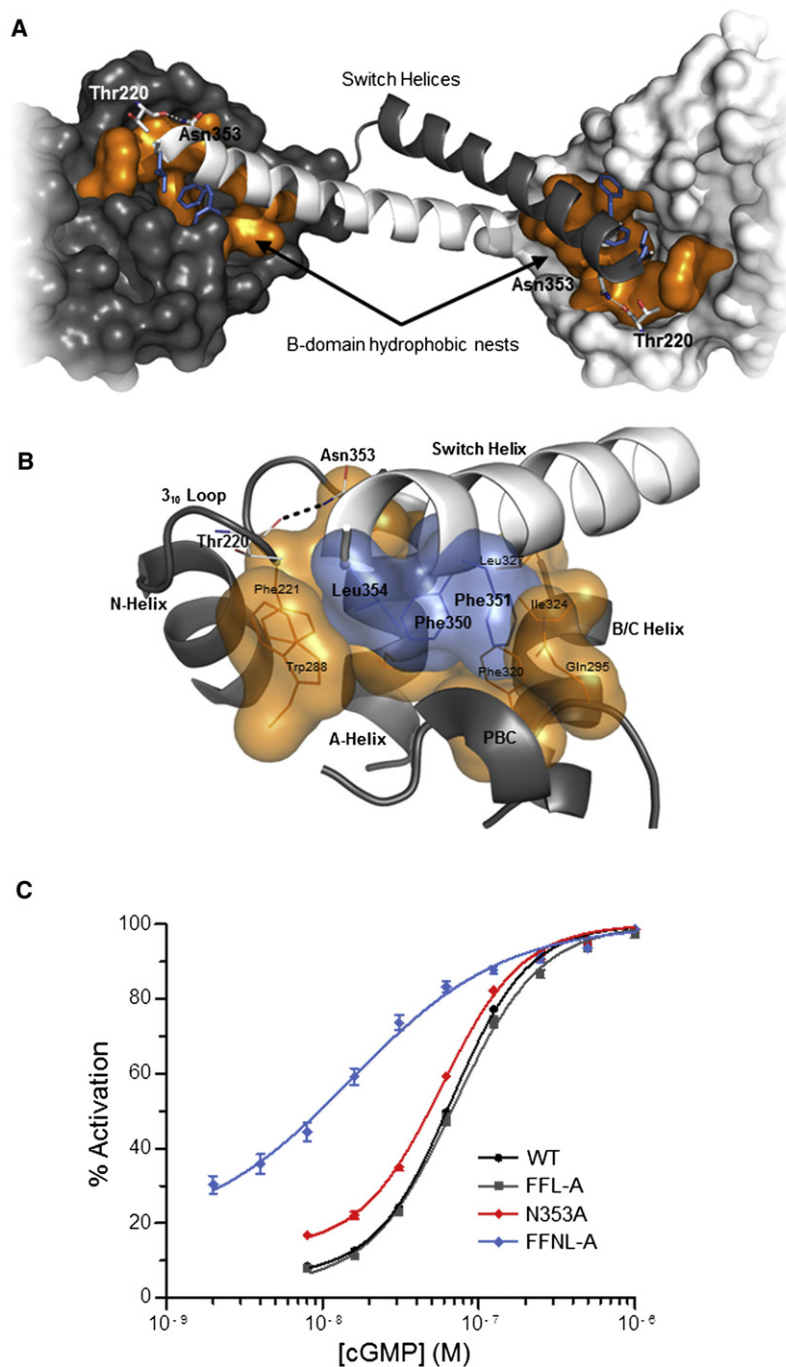 A
Switch Helices
Thr220
Asn353
Asn353
Thr220
B-domain hydrophobic nests
B
Asn353
Switch Helix
3₁₀ Loop
Thr220
N-Helix
Phe221
Leu354
Leu327
Phe351
Ile324
Phe350
B/C Helix
Trp288
Phe320
Gln295
A-Helix
PBC
C
100
80
60
40
20
0
% Activation
WT
FFL-A
N353A
FFNL-A
10⁻⁹
10⁻⁸
10⁻⁷
10⁻⁶
[cGMP] (M)